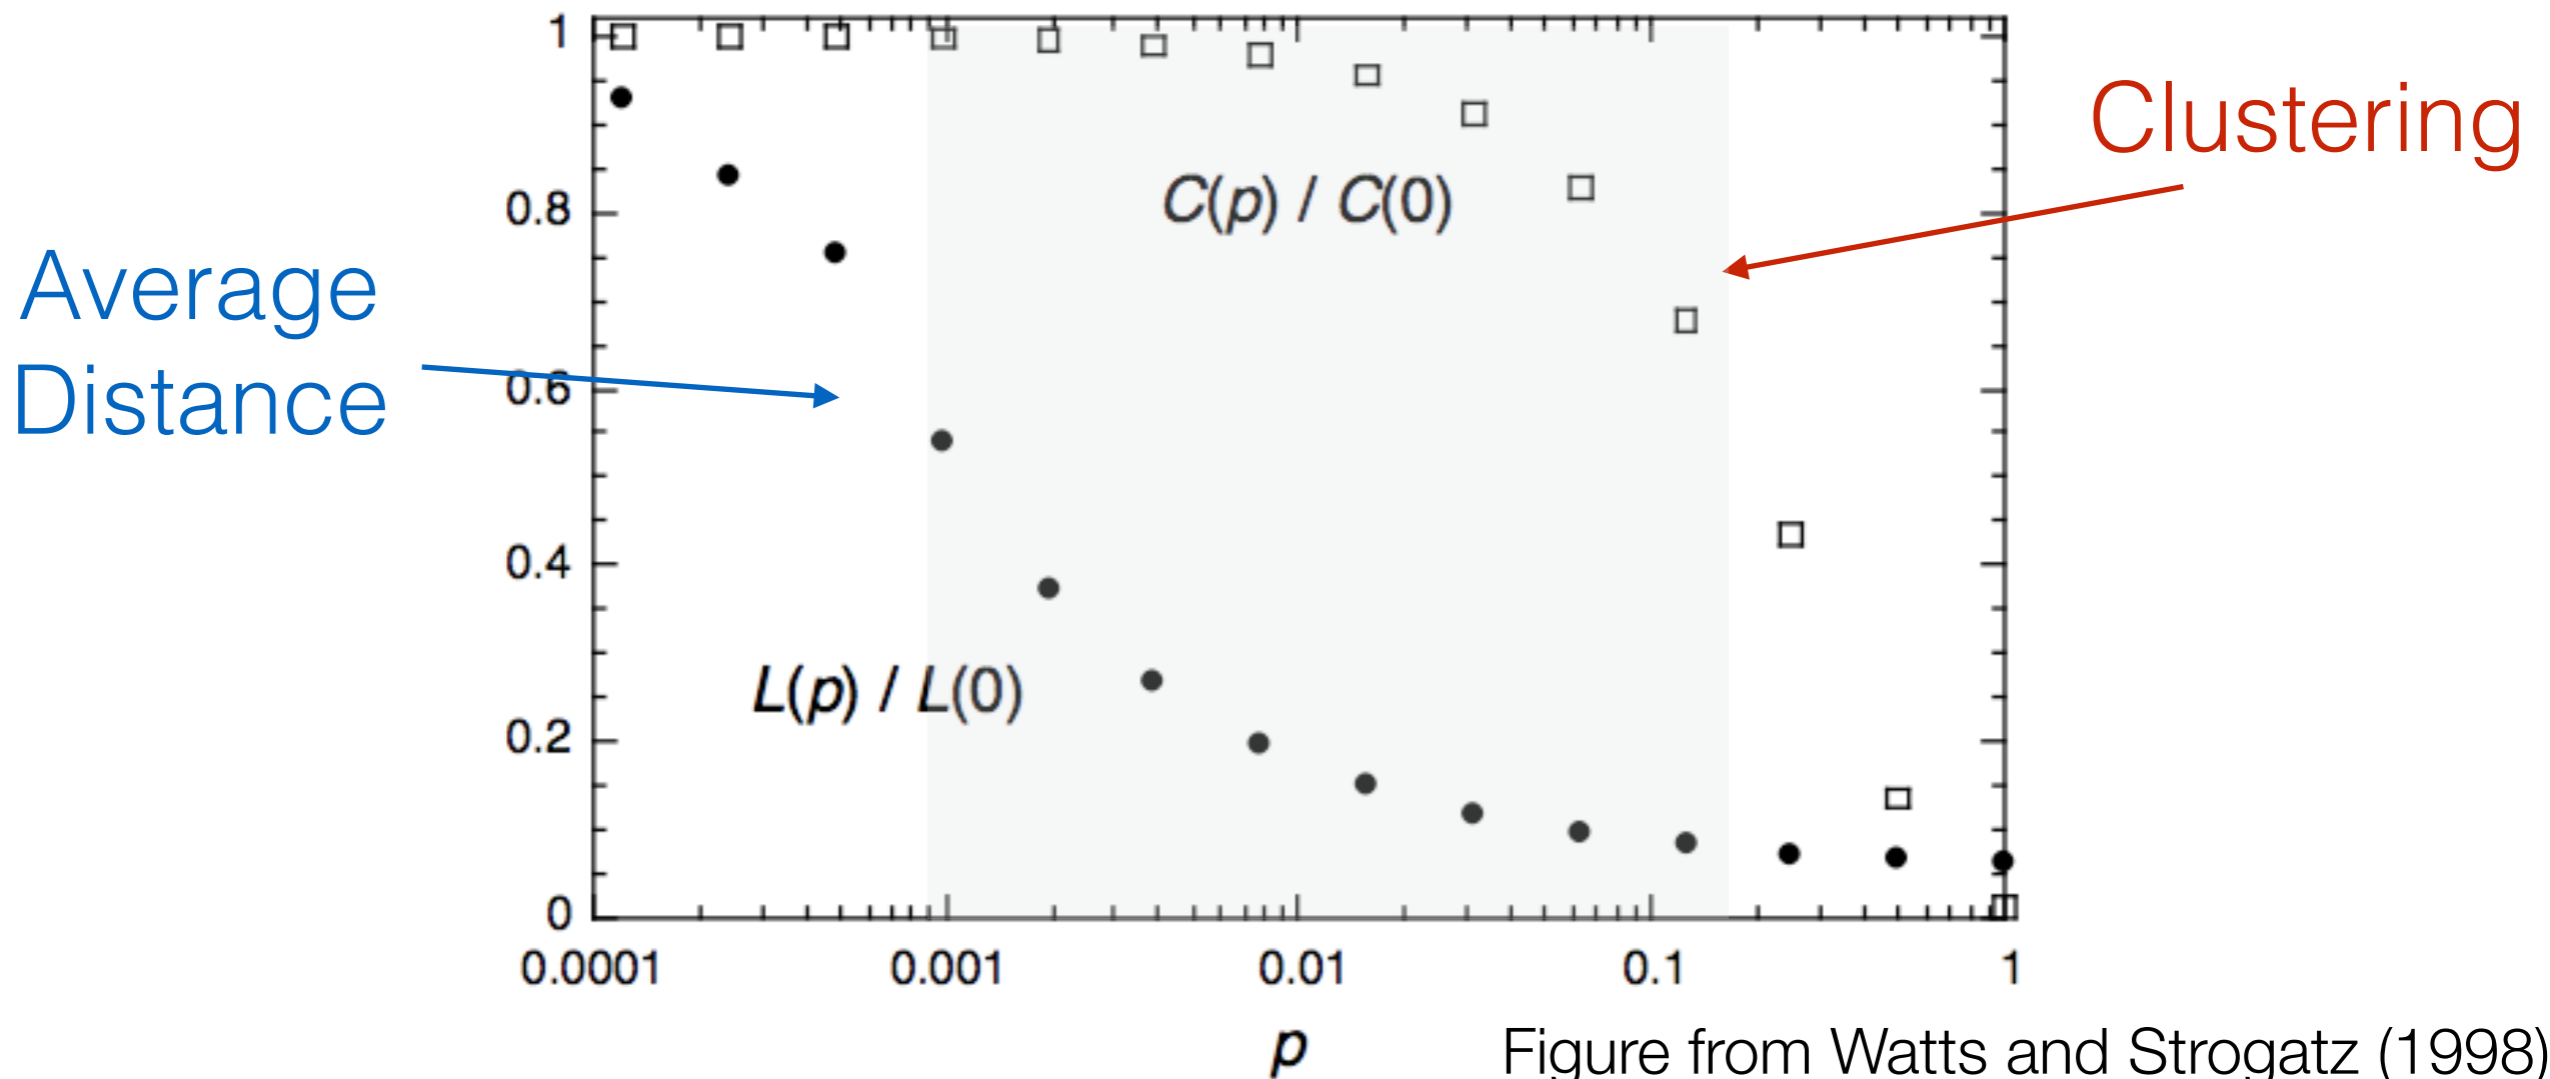 1
Clustering
C(p) / C(0)
0.8
Average
Distance
0.6
0.4
L(p) / L(0)
0.2
0
0.0001 0.001 0.01 0.1 1
p
Figure from Watts and Strogatz (1998)